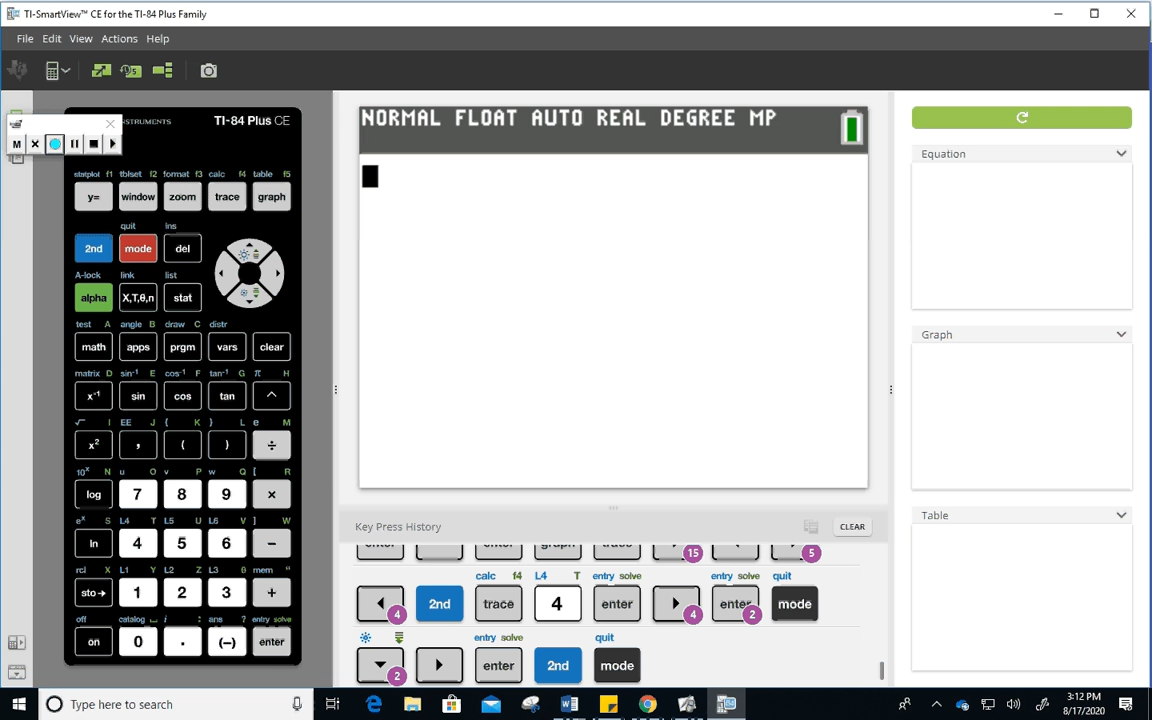 TI-SmartView™ CE for the TI-84 Plus Family
File Edit View Actions Help
INSTRUMENTS TI-84 Plus CE
M
NORMAL FLOAT AUTO REAL DEGREE MP
statplot f1 tblset f2 format f3 calc f4 table f5
y= window zoom trace graph
quit ins
2nd mode del
A-lock link list
alpha X,T,θ,n stat
test A angle B draw C distr
math apps prgm vars clear
matrix D sin⁻¹ E cos⁻¹ F tan⁻¹ G π H
x⁻¹ sin cos tan ^
√ I EE J { K } L e M
x² , ( ) ÷
10ˣ N u O v P w Q [ R
log 7 8 9 ×
eˣ S L4 T L5 U L6 V ] W
ln 4 5 6 −
rcl X L1 Y L2 Z L3 θ mem "
sto→ 1 2 3 +
off catalog ⎵ i : ans ? entry solve
on 0 . (−) enter
Equation
Graph
Table
Key Press History CLEAR
enter enter graph trace 15 5
calc f4 L4 T entry solve entry solve quit
4 2nd trace 4 enter 4 enter 2 mode
entry solve quit
2 enter 2nd mode
Type here to search
3:12 PM
8/17/2020